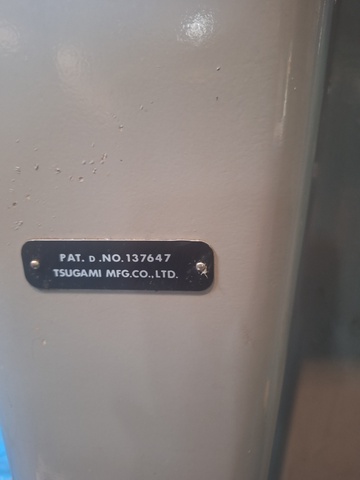 PAT. D .NO.137647
TSUGAMI MFG.CO.,LTD.